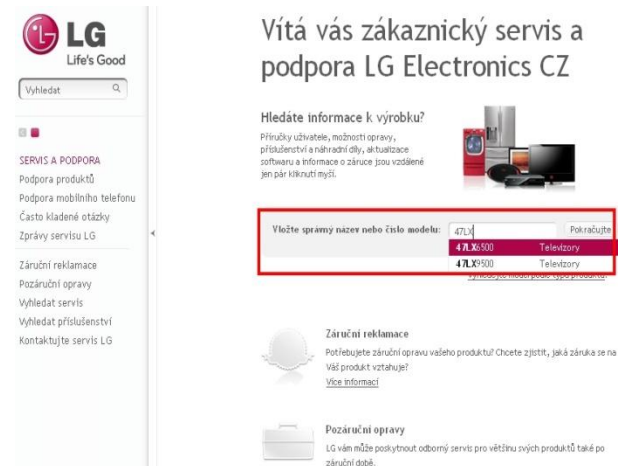 LG
Life's Good
Vyhledat
SERVIS A PODPORA
Podpora produktů
Podpora mobilního telefonu
Často kladené otázky
Zprávy servisu LG
Záruční reklamace
Pozáruční opravy
Vyhledat servis
Vyhledat příslušenství
Kontaktujte servis LG
Vítá vás zákaznický servis a
podpora LG Electronics CZ
Hledáte informace k výrobku?
Příručky uživatele, možnosti opravy,
příslušenství a náhradní díly, aktualizace
softwaru a informace o záruce jsou vzdálené
jen pár kliknutí myší.
Vložte správný název nebo číslo modelu: 47LX Pokračujte
47LX6500 Televizory
47LX9500 Televizory
Vyhledejte model podle typu produktu.
Záruční reklamace
Potřebujete záruční opravu vašeho produktu? Chcete zjistit, jaká záruka se na
Váš produkt vztahuje?
Více informací
Pozáruční opravy
LG vám může poskytnout odborný servis pro většinu svých produktů také po
záruční době.